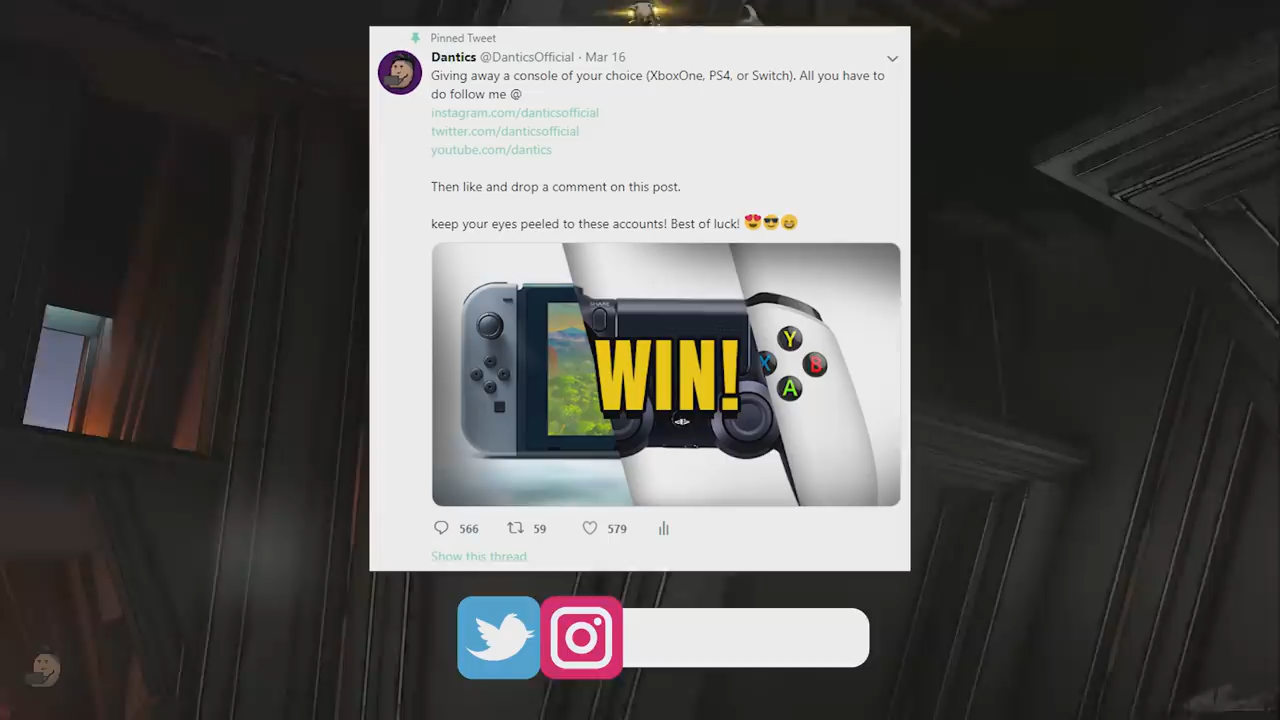 Pinned Tweet
Dantics @DanticsOfficial · Mar 16
Giving away a console of your choice (XboxOne, PS4, or Switch). All you have to
do follow me @
instagram.com/danticsofficial
twitter.com/danticsofficial
youtube.com/dantics
Then like and drop a comment on this post.
keep your eyes peeled to these accounts! Best of luck! 😍😎😄
SHARE
WIN!
Y
X B
A
566 59 579
Show this thread